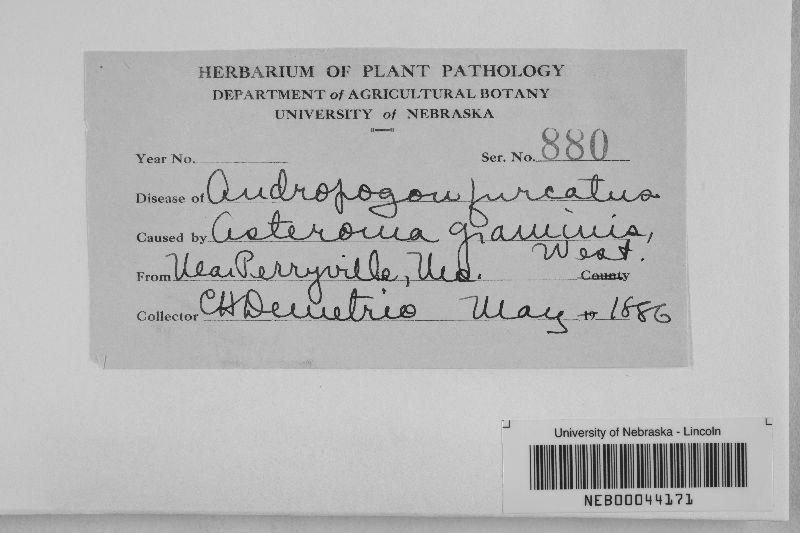 HERBARIUM OF PLANT PATHOLOGY
DEPARTMENT of AGRICULTURAL BOTANY
UNIVERSITY of NEBRASKA
Year No.
Ser. No. 880
Disease of Andropogon furcatus
Caused by Asteroma graminis,
West.
From Near Perryville, Mo. County
Collector CH Demetrio May 19 1886
University of Nebraska - Lincoln
NEB00044171